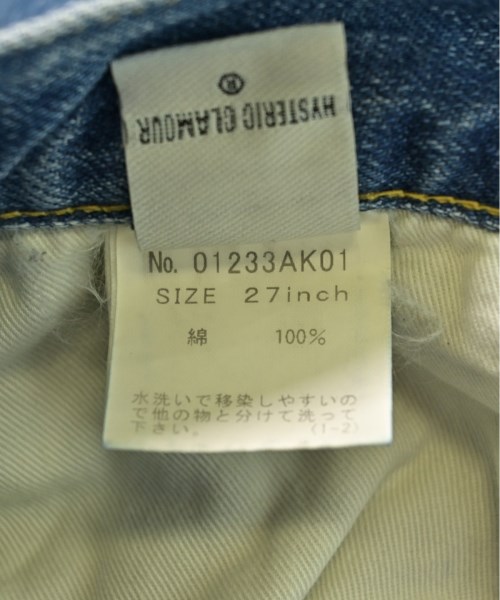 ®
HYSTERIC GLAMOUR
No. 01233AK01
SIZE 27inch
綿 100%
水洗いで移染しやすいの
で他の物と分けて洗って
下さい。 (1-2)